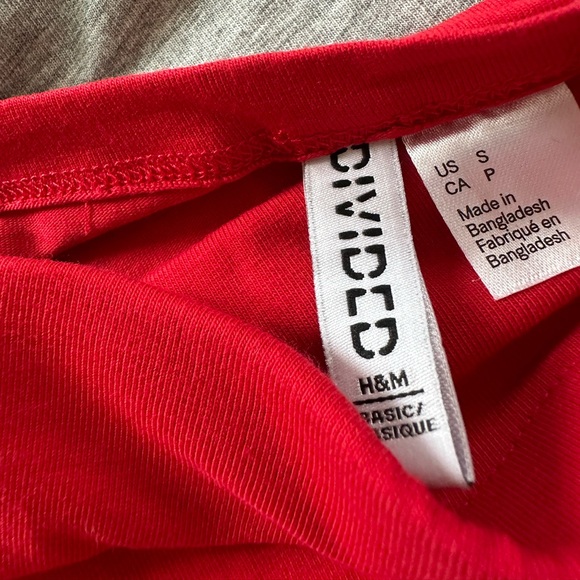 DIVIDED
H&M
BASIC/
US S
CA P
Made in
Bangladesh
Fabriqué en
Bangladesh